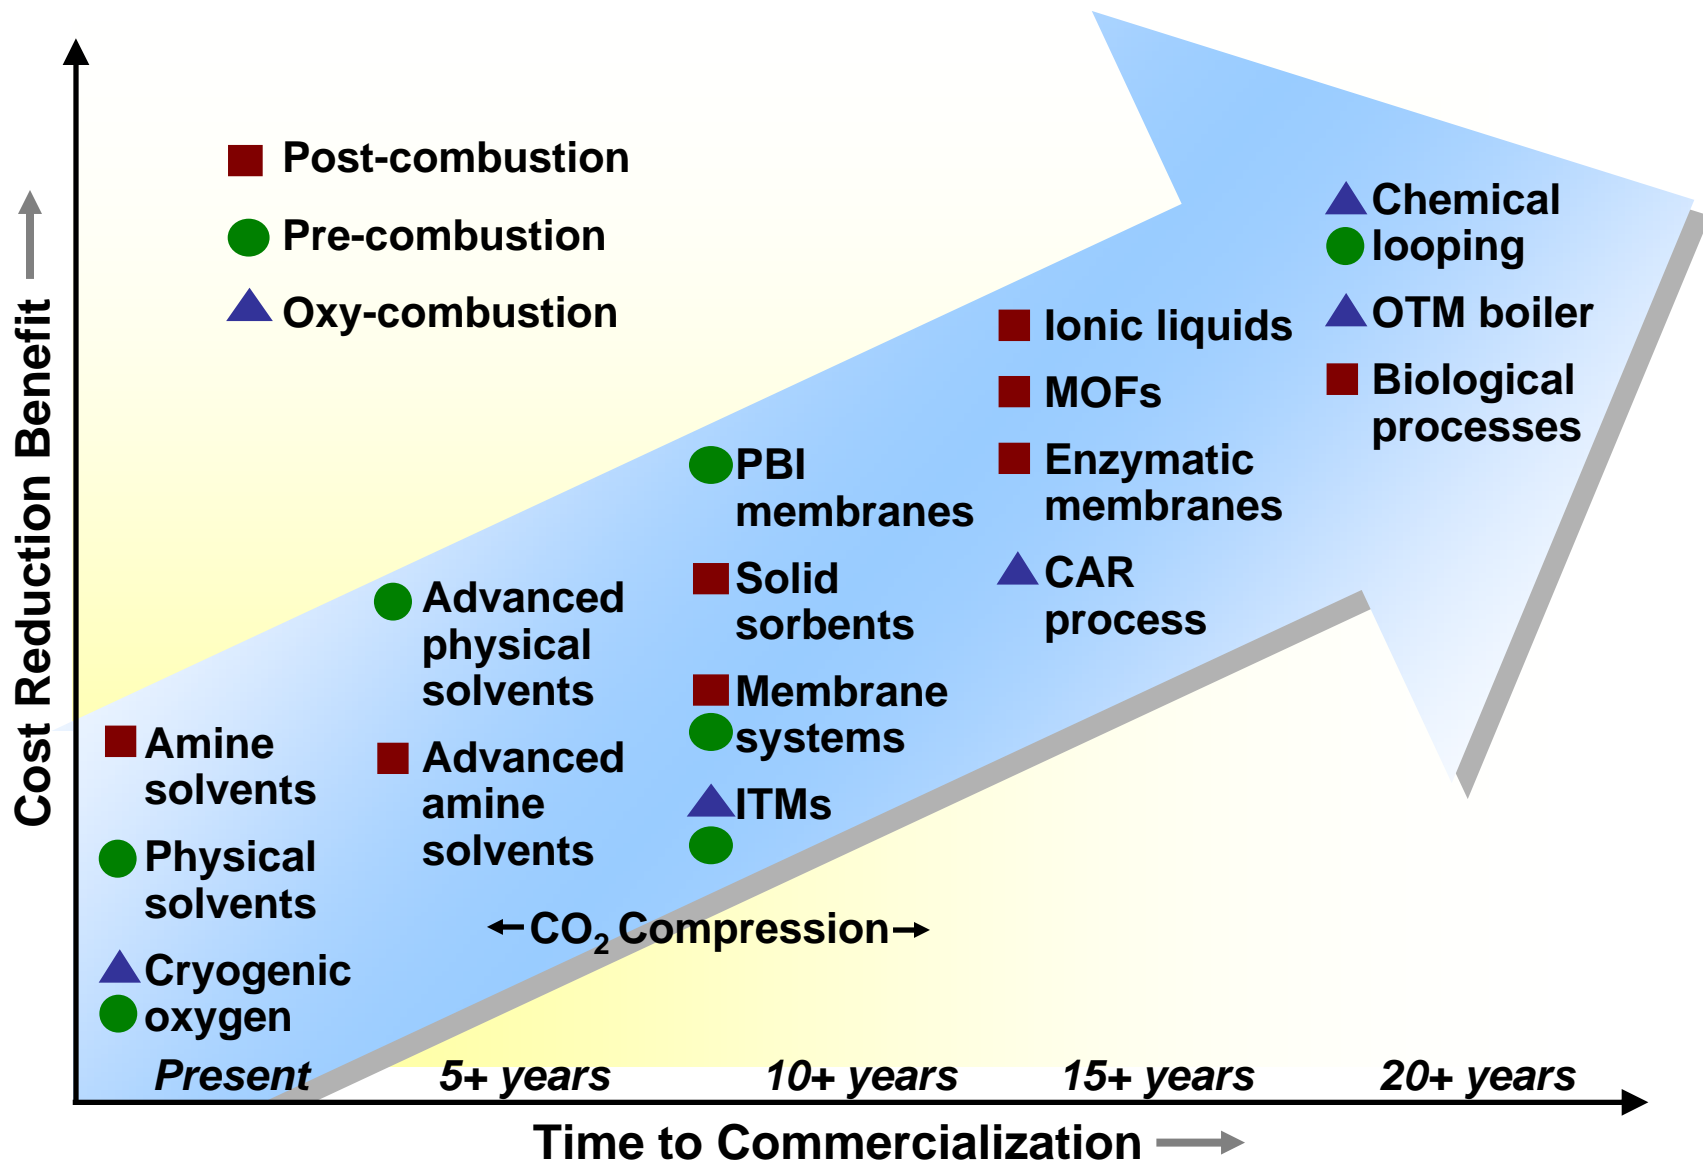 Cost Reduction Benefit
Post-combustion
Pre-combustion
Oxy-combustion
Amine
solvents
Physical
solvents
Cryogenic
oxygen
Advanced
physical
solvents
Advanced
amine
solvents
PBI
membranes
Solid
sorbents
Membrane
systems
ITMs
CO₂ Compression
Ionic liquids
MOFs
Enzymatic
membranes
CAR
process
Chemical
looping
OTM boiler
Biological
processes
Present
5+ years
10+ years
15+ years
20+ years
Time to Commercialization